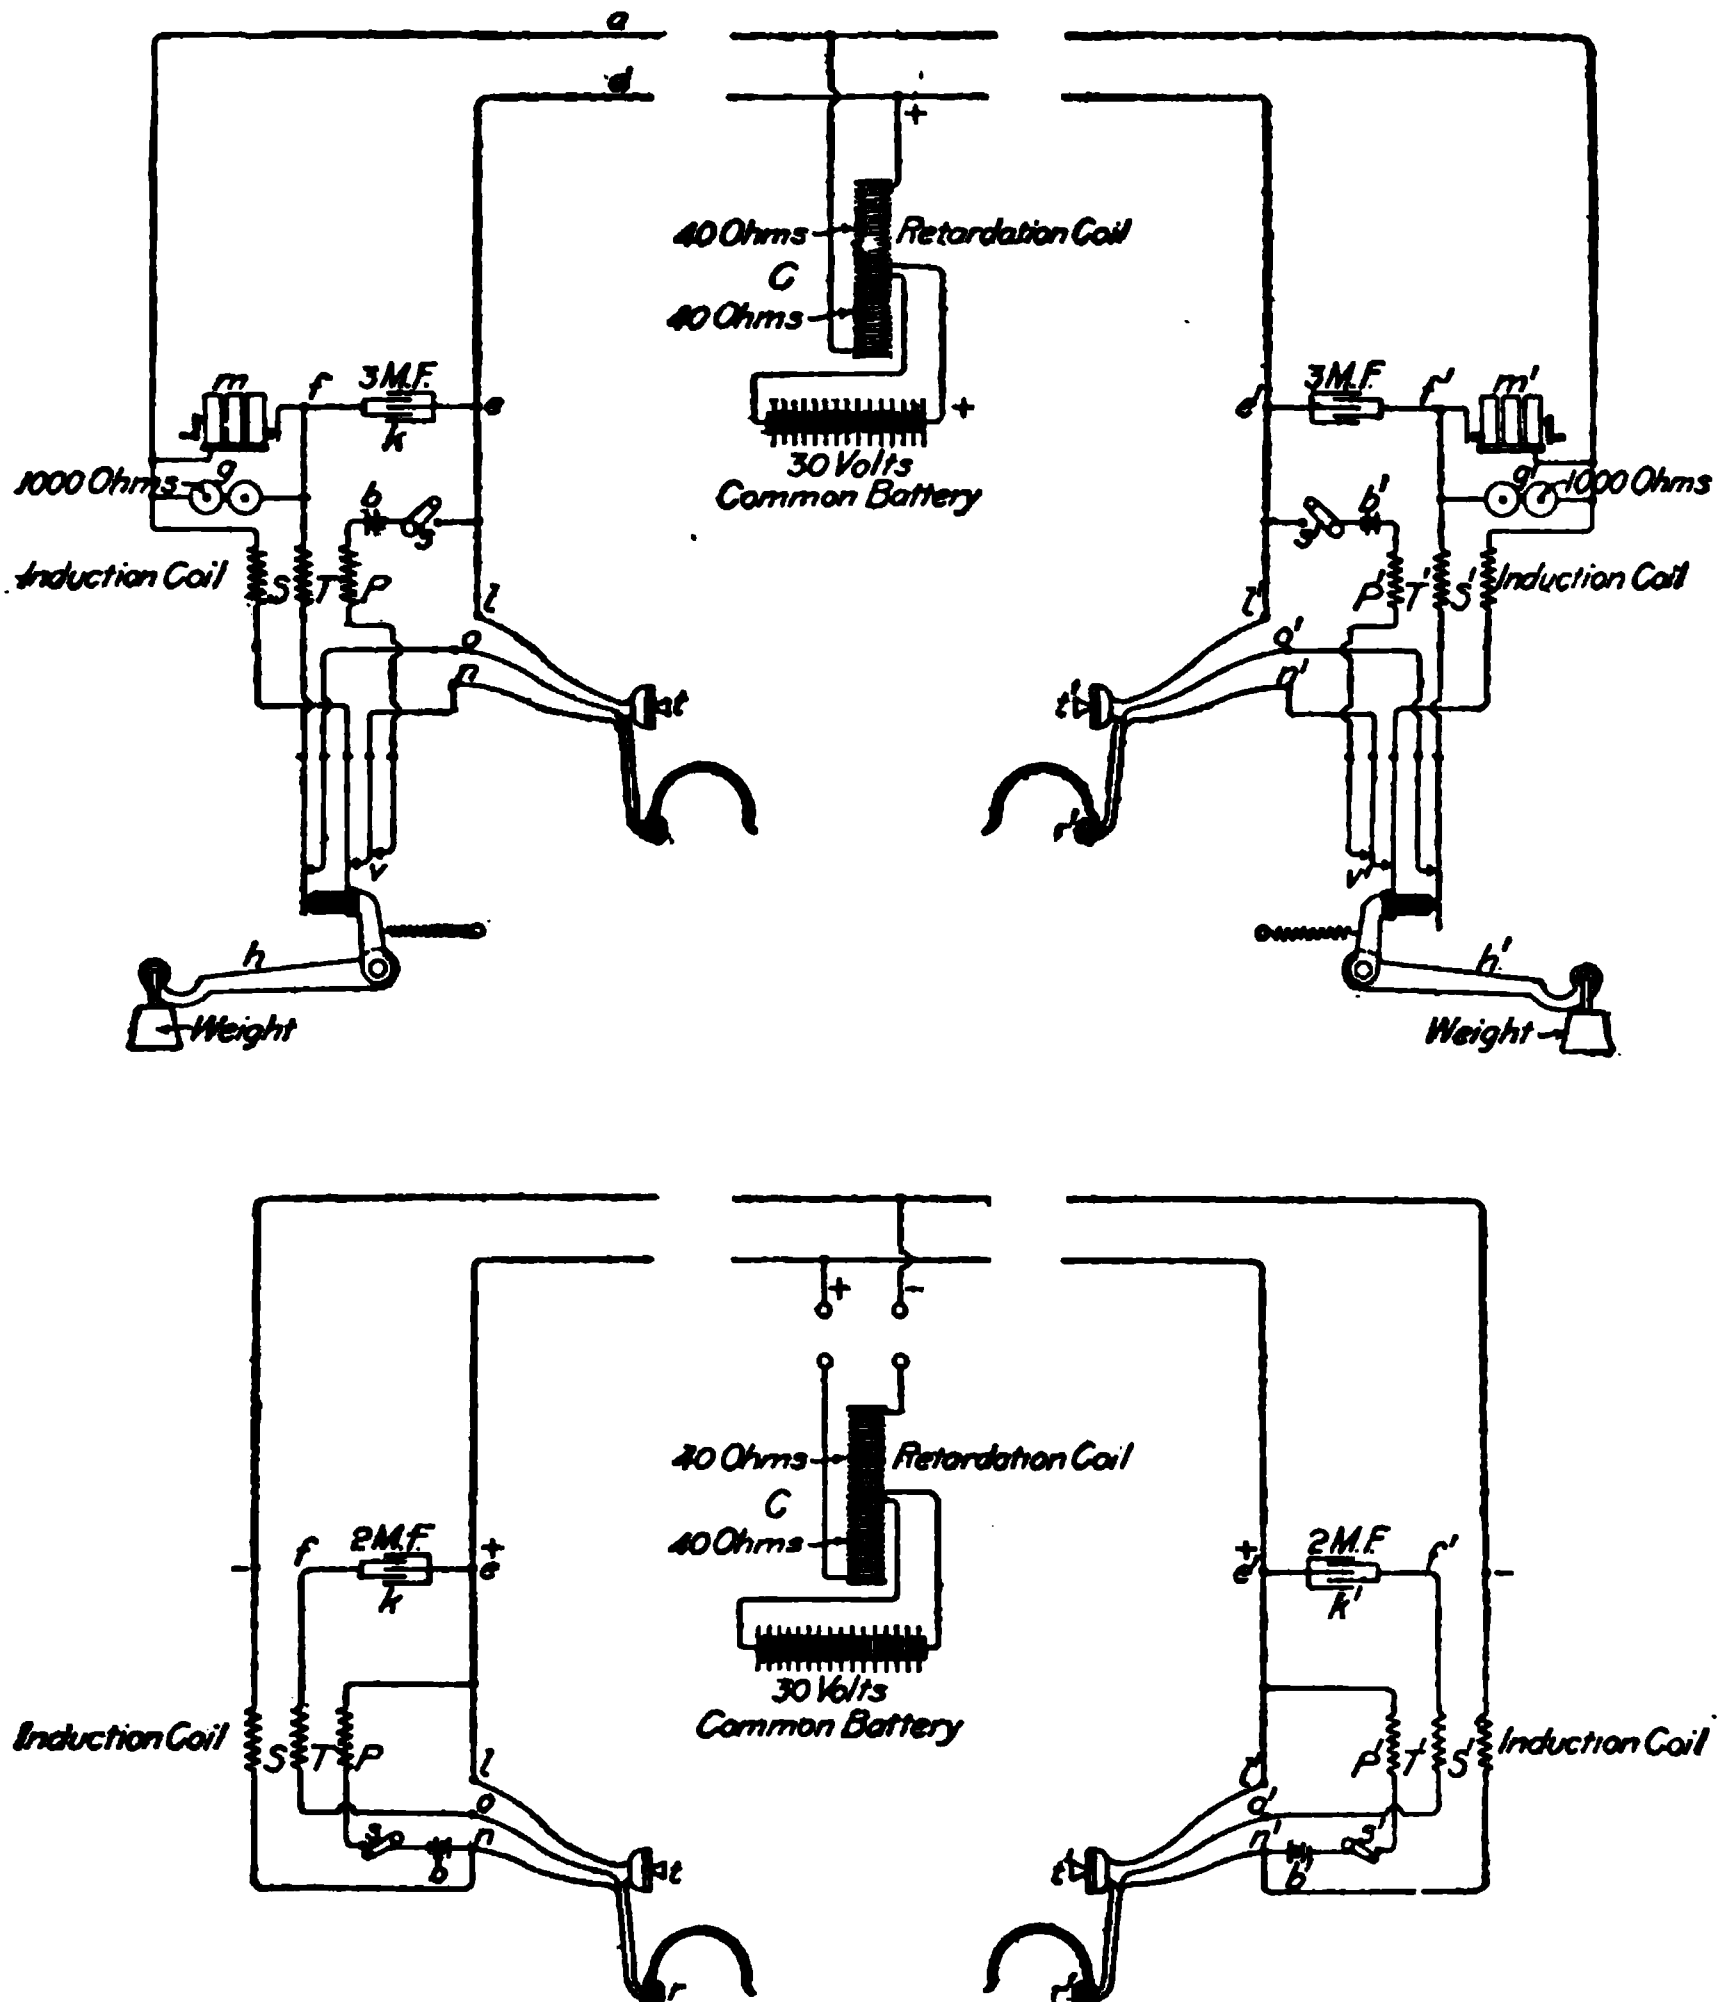 a
d
+
40 Ohms
Retardation Coil
C
40 Ohms
m
f
3 M.F.
e
k
+
30 Volts
Common Battery
e'
3 M.F.
f'
m'
1000 Ohms
g
b
s
b'
s'
g'
1000 Ohms
Induction Coil
S
T
P
l
o
n
t
l'
o'
n'
t'
P'
T'
S'
Induction Coil
r'
v
v'
h
Weight
h'
Weight
+
-
40 Ohms
Retardation Coil
C
40 Ohms
-
f
2 M.F.
+
e
k
30 Volts
Common Battery
+
e'
2 M.F.
f'
k'
-
Induction Coil
S
T
P
l
o
n
s
b
t
r
l'
o'
n'
s'
b'
t'
r'
P'
T'
S'
Induction Coil